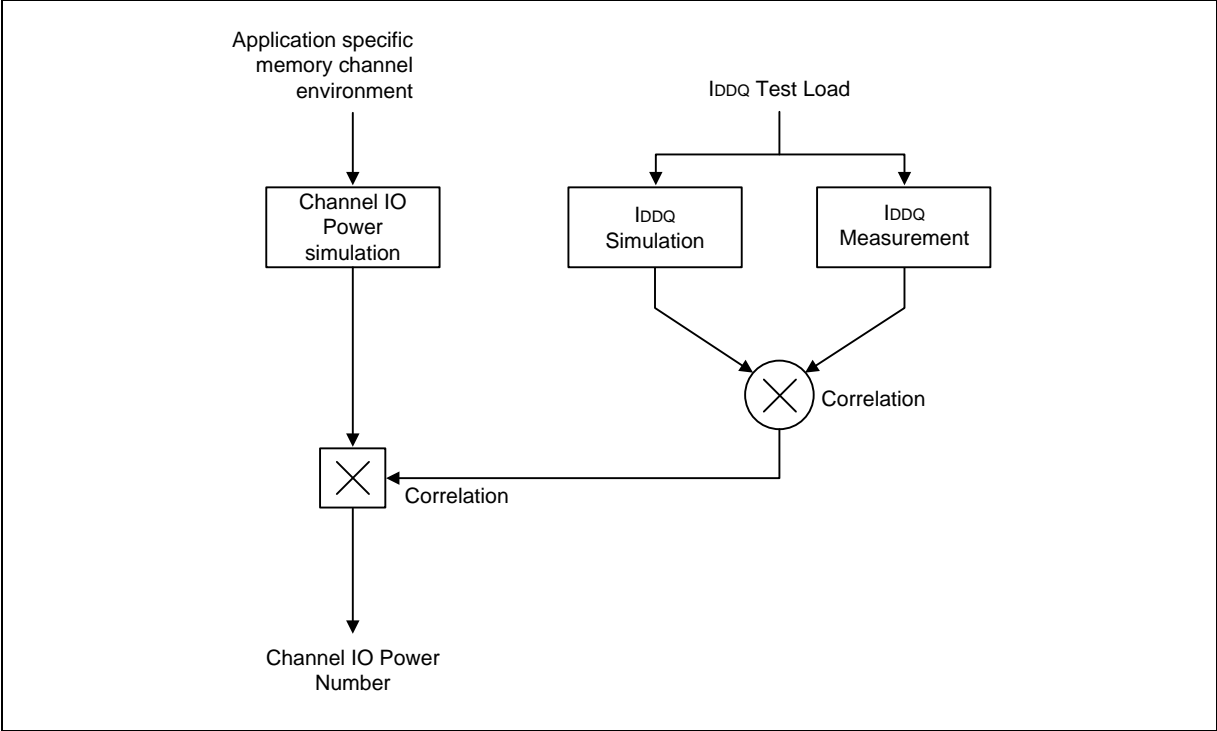 Application specific
memory channel
environment
IDDQ Test Load
Channel IO
Power
simulation
IDDQ
Simulation
IDDQ
Measurement
Correlation
Correlation
Channel IO Power
Number